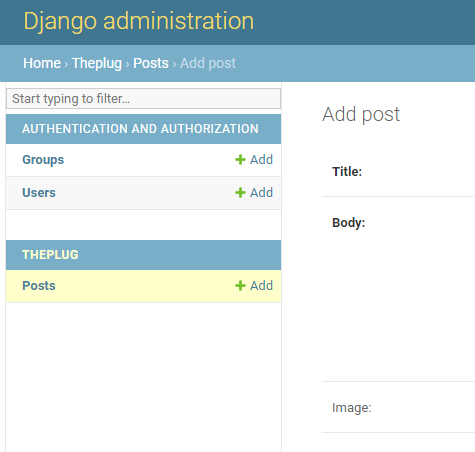 Django administration
Home › Theplug › Posts › Add post
Start typing to filter...
AUTHENTICATION AND AUTHORIZATION
Groups + Add
Users + Add
THEPLUG
Posts + Add
Add post
Title:
Body:
Image: